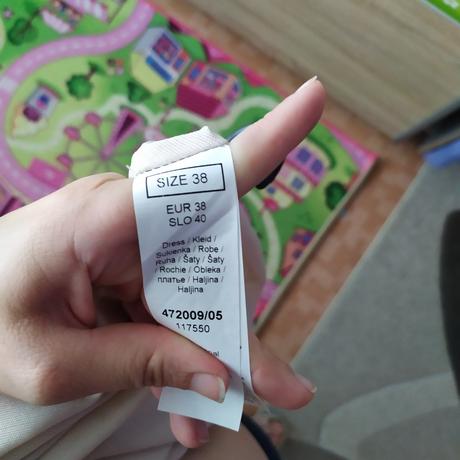 SIZE 38
EUR 38
SLO 40
Dress / Kleid /
Sukienka / Robe /
Ruha / Šaty / Šaty
/ Rochie / Obleka /
платье / Haljina /
Haljina
472009/05
117550